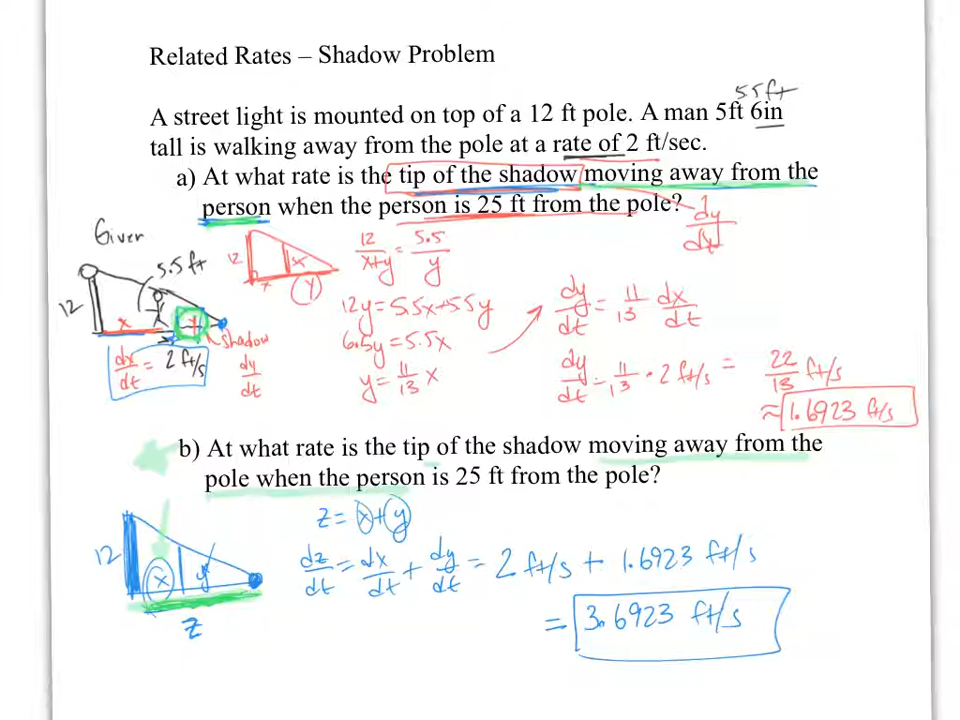 Related Rates – Shadow Problem
5.5ft
A street light is mounted on top of a 12 ft pole. A man 5ft 6in
tall is walking away from the pole at a rate of 2 ft/sec.
a) At what rate is the tip of the shadow moving away from the
person when the person is 25 ft from the pole?
dy/dt
Given
5.5 ft
12
x
y
Shadow
dx/dt = 2 ft/s
dy/dt
12
x
y
12/(x+y) = 5.5/y
12y = 5.5x + 5.5y
6.5y = 5.5x
y = 11/13 x
dy/dt = 11/13 dx/dt
dy/dt = 11/13 · 2 ft/s = 22/13 ft/s
≈ 1.6923 ft/s
b) At what rate is the tip of the shadow moving away from the
pole when the person is 25 ft from the pole?
12
x
y
z
z = x + y
dz/dt = dx/dt + dy/dt = 2 ft/s + 1.6923 ft/s
= 3.6923 ft/s